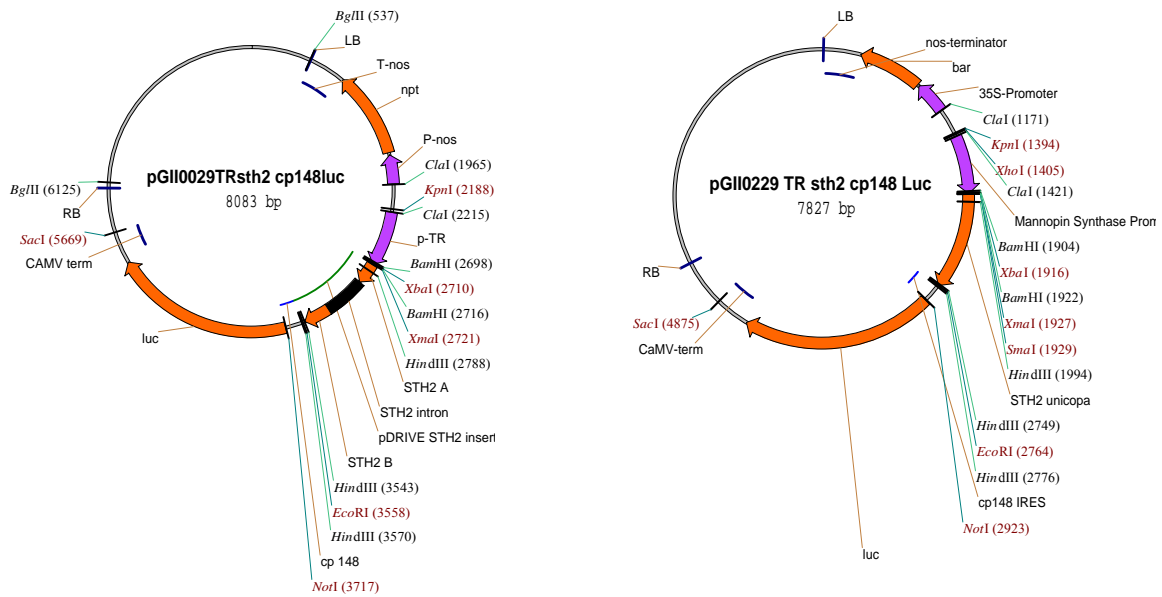 BglII (537)
LB
T-nos
npt
P-nos
ClaI (1965)
KpnI (2188)
ClaI (2215)
p-TR
BamHI (2698)
XbaI (2710)
BamHI (2716)
XmaI (2721)
HindIII (2788)
STH2 A
STH2 intron
pDRIVE STH2 insert
STH2 B
HindIII (3543)
EcoRI (3558)
HindIII (3570)
cp 148
NotI (3717)
luc
CAMV term
SacI (5669)
RB
BglII (6125)
pGII0029TRsth2 cp148luc
8083 bp
LB
nos-terminator
bar
35S-Promoter
ClaI (1171)
KpnI (1394)
XhoI (1405)
ClaI (1421)
Mannopin Synthase Prom
BamHI (1904)
XbaI (1916)
BamHI (1922)
XmaI (1927)
SmaI (1929)
HindIII (1994)
STH2 unicopa
HindIII (2749)
EcoRI (2764)
HindIII (2776)
cp148 IRES
NotI (2923)
luc
CaMV-term
SacI (4875)
RB
pGII0229 TR sth2 cp148 Luc
7827 bp